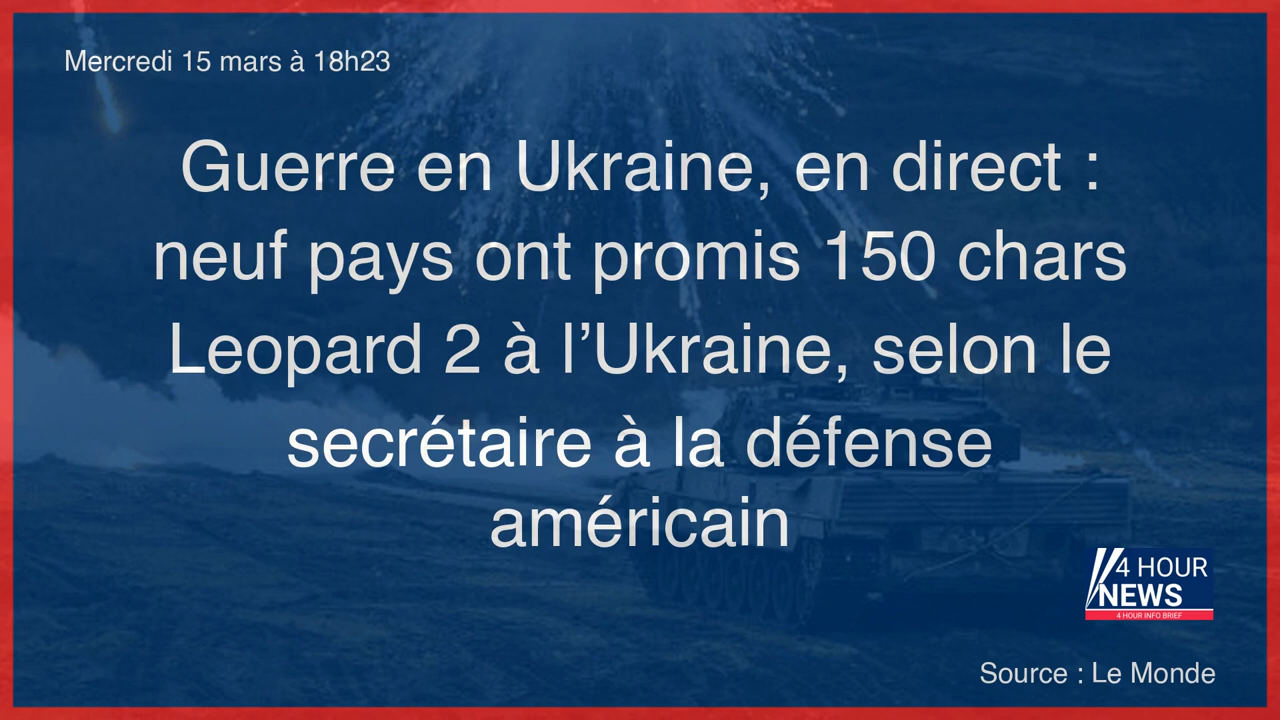 Mercredi 15 mars à 18h23
Guerre en Ukraine, en direct :
neuf pays ont promis 150 chars
Leopard 2 à l’Ukraine, selon le
secrétaire à la défense
américain
4 HOUR
NEWS
4 HOUR INFO BRIEF
Source : Le Monde